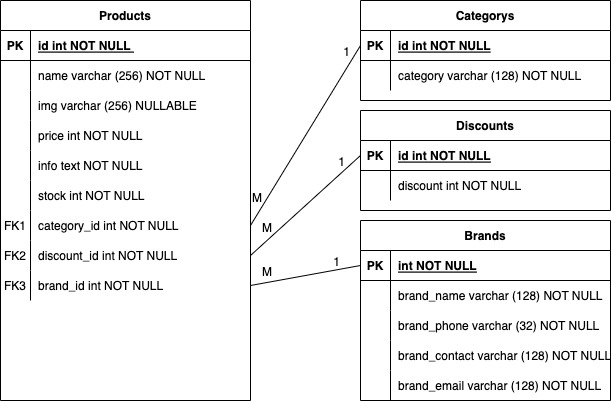 Products
PK id int NOT NULL
name varchar (256) NOT NULL
img varchar (256) NULLABLE
price int NOT NULL
info text NOT NULL
stock int NOT NULL
FK1 category_id int NOT NULL
FK2 discount_id int NOT NULL
FK3 brand_id int NOT NULL
M
1
M
1
M
1
Categorys
PK id int NOT NULL
category varchar (128) NOT NULL
Discounts
PK id int NOT NULL
discount int NOT NULL
Brands
PK int NOT NULL
brand_name varchar (128) NOT NULL
brand_phone varchar (32) NOT NULL
brand_contact varchar (128) NOT NULL
brand_email varchar (128) NOT NULL